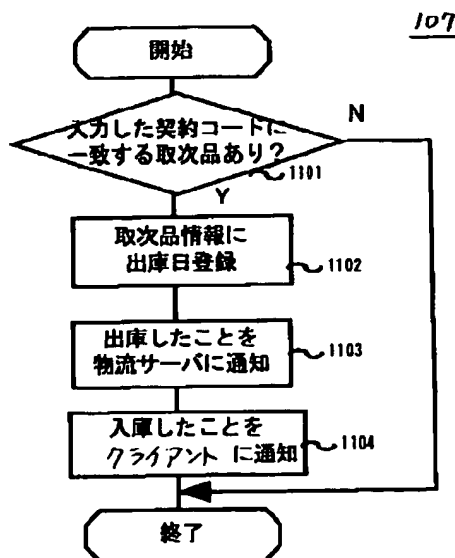 107
開始
入力した契約コードに
一致する取次品あり?
N
1101
Y
取次品情報に
出庫日登録
1102
出庫したことを
物流サーバに通知
1103
入庫したことを
クライアントに通知
1104
終了